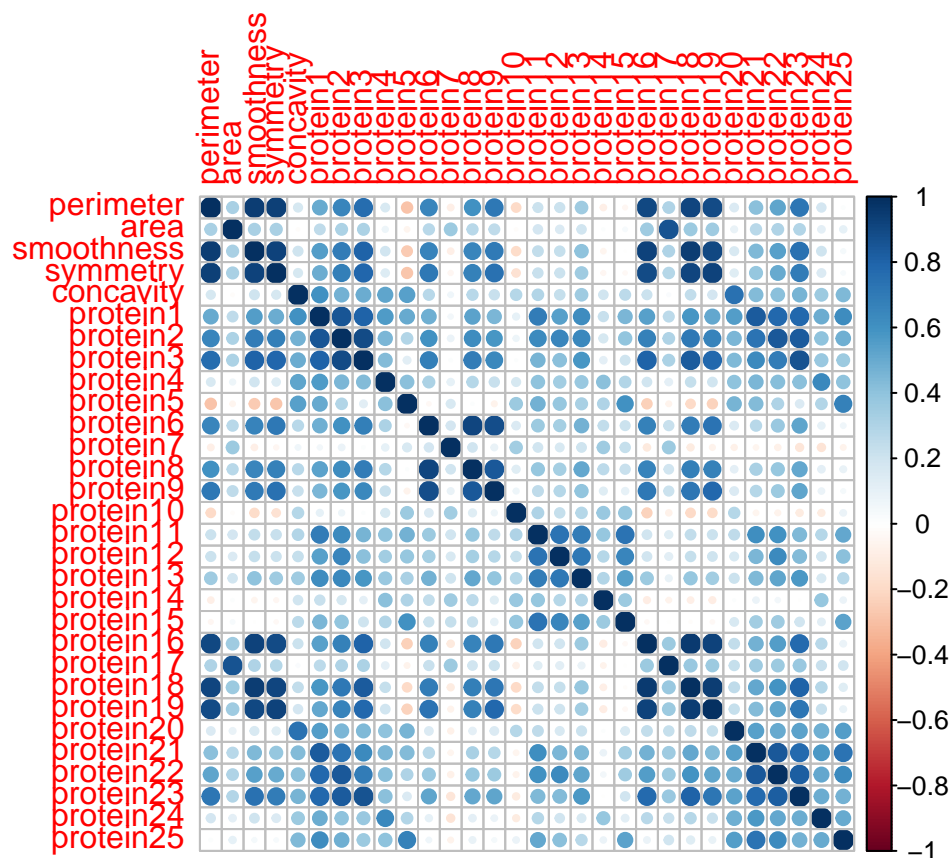 perimeter
area
smoothness
symmetry
concavity
protein1
protein2
protein3
protein4
protein5
protein6
protein7
protein8
protein9
protein10
protein11
protein12
protein13
protein14
protein15
protein16
protein17
protein18
protein19
protein20
protein21
protein22
protein23
protein24
protein25
perimeter
area
smoothness
symmetry
concavity
protein1
protein2
protein3
protein4
protein5
protein6
protein7
protein8
protein9
protein10
protein11
protein12
protein13
protein14
protein15
protein16
protein17
protein18
protein19
protein20
protein21
protein22
protein23
protein24
protein25
1
0.8
0.6
0.4
0.2
0
−0.2
−0.4
−0.6
−0.8
−1